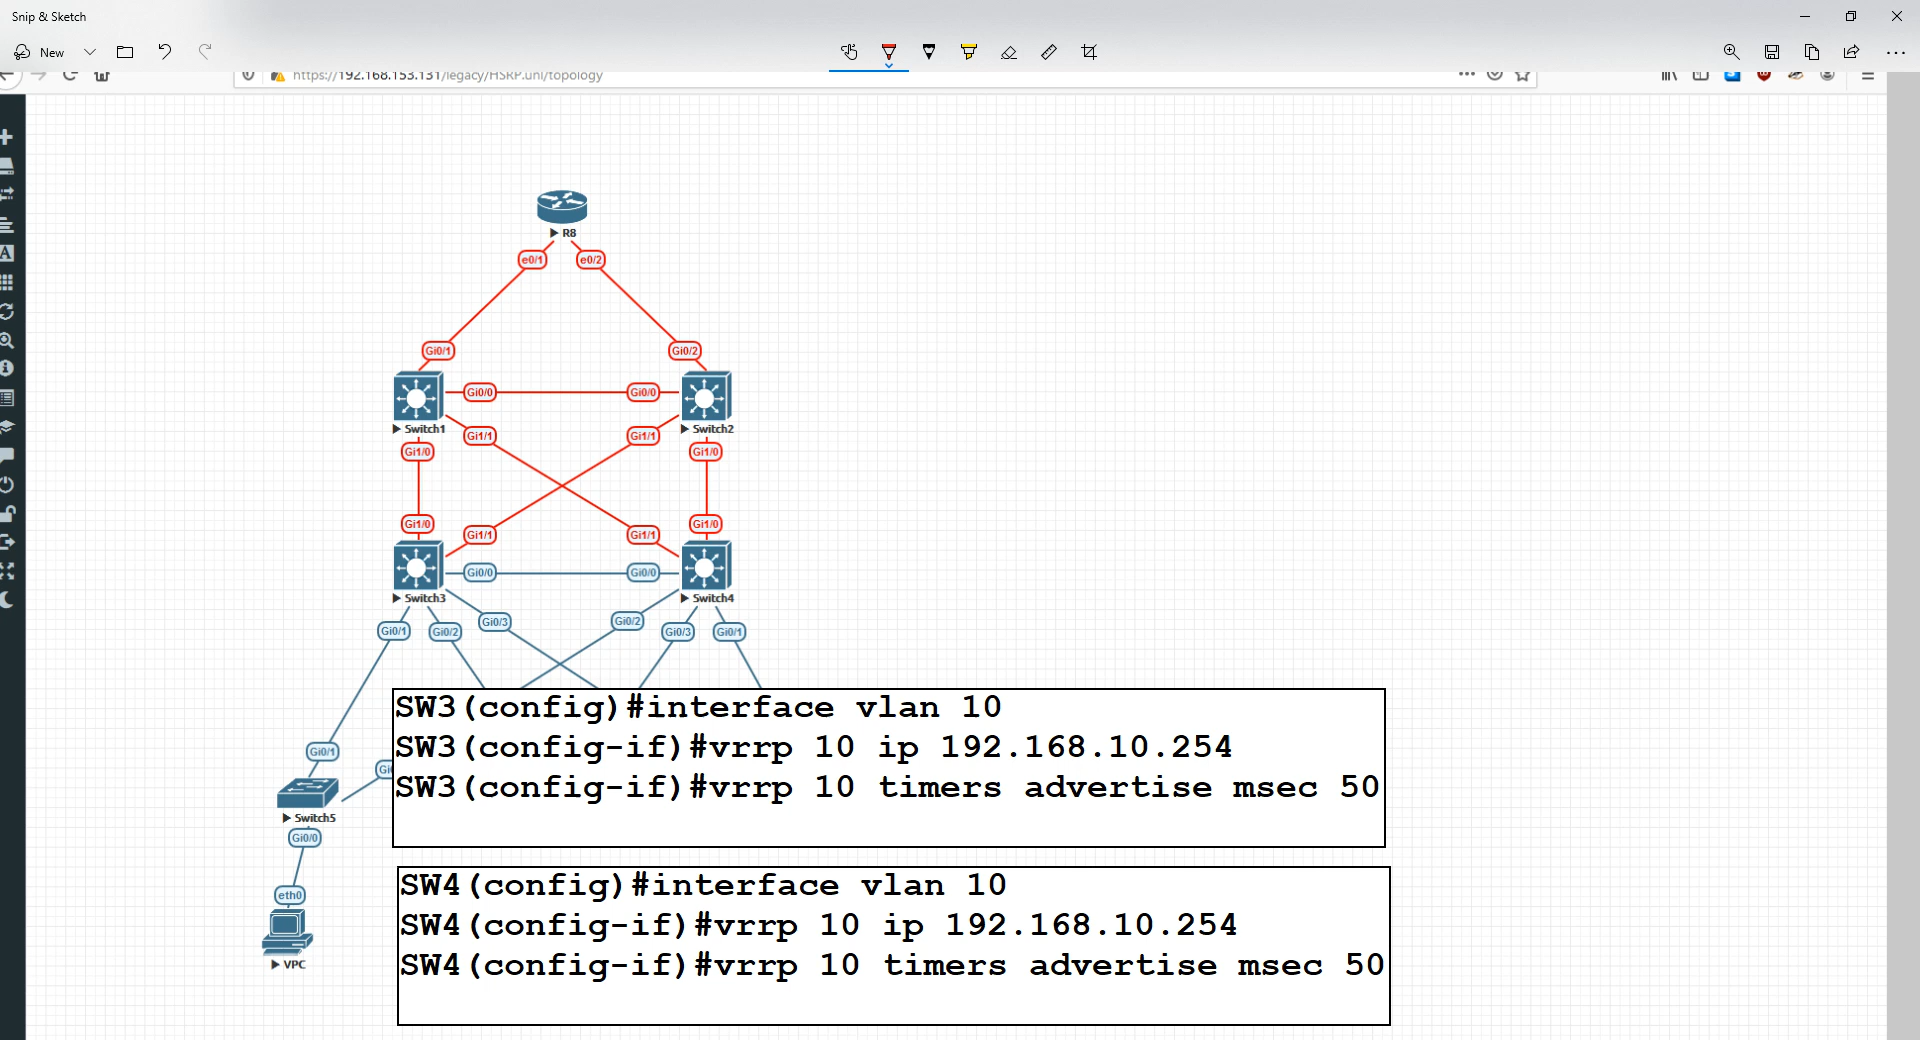 Snip & Sketch
New
https://192.168.153.131/legacy/HSRP.unl/topology
R8
e0/1
e0/2
Gi0/1
Gi0/2
Gi0/0
Gi0/0
Switch1
Switch2
Gi1/1
Gi1/1
Gi1/0
Gi1/0
Gi1/0
Gi1/0
Gi1/1
Gi1/1
Gi0/0
Gi0/0
Switch3
Switch4
Gi0/1
Gi0/2
Gi0/3
Gi0/2
Gi0/3
Gi0/1
SW3(config)#interface vlan 10
SW3(config-if)#vrrp 10 ip 192.168.10.254
SW3(config-if)#vrrp 10 timers advertise msec 50
Gi0/1
Switch5
Gi0/0
eth0
VPC
SW4(config)#interface vlan 10
SW4(config-if)#vrrp 10 ip 192.168.10.254
SW4(config-if)#vrrp 10 timers advertise msec 50